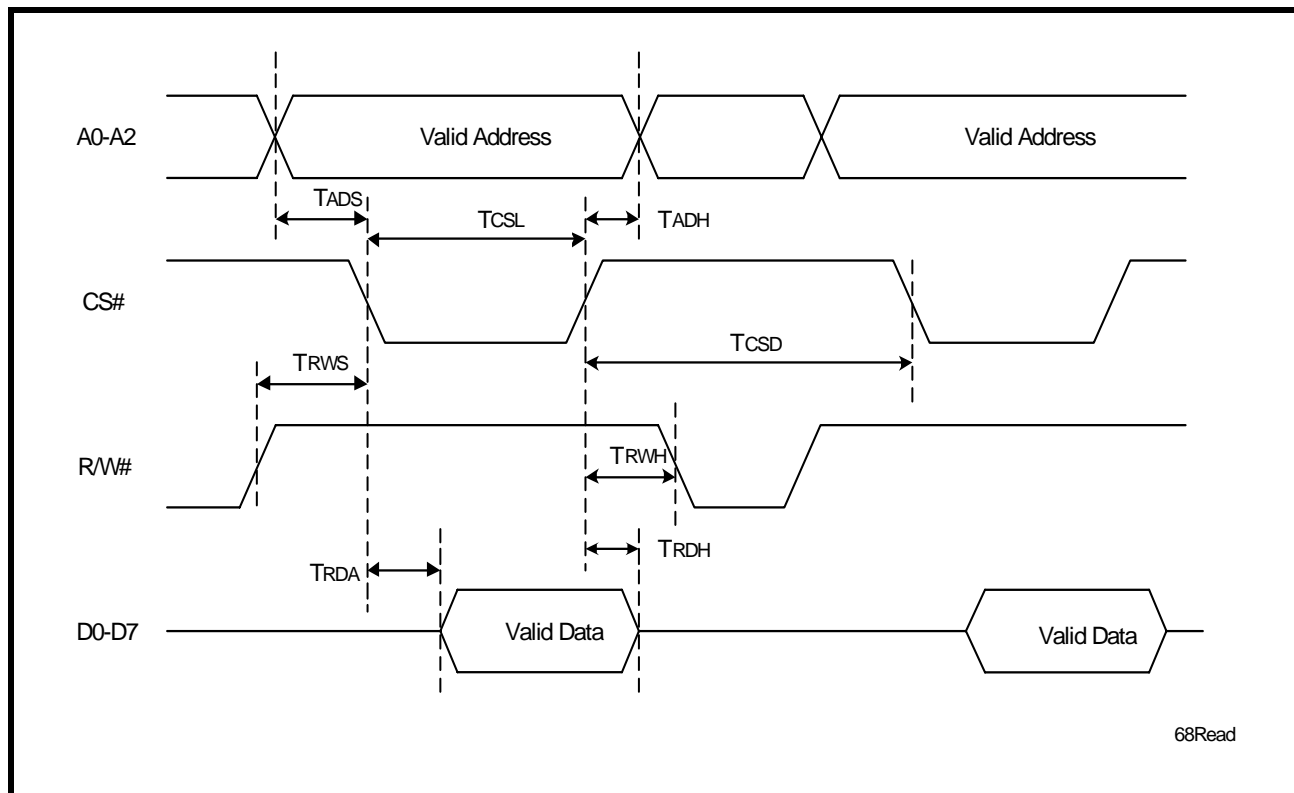 A0-A2
Valid Address
Valid Address
TADS
TCSL
TADH
CS#
TCSD
TRWS
R/W#
TRWH
TRDH
TRDA
D0-D7
Valid Data
Valid Data
68Read